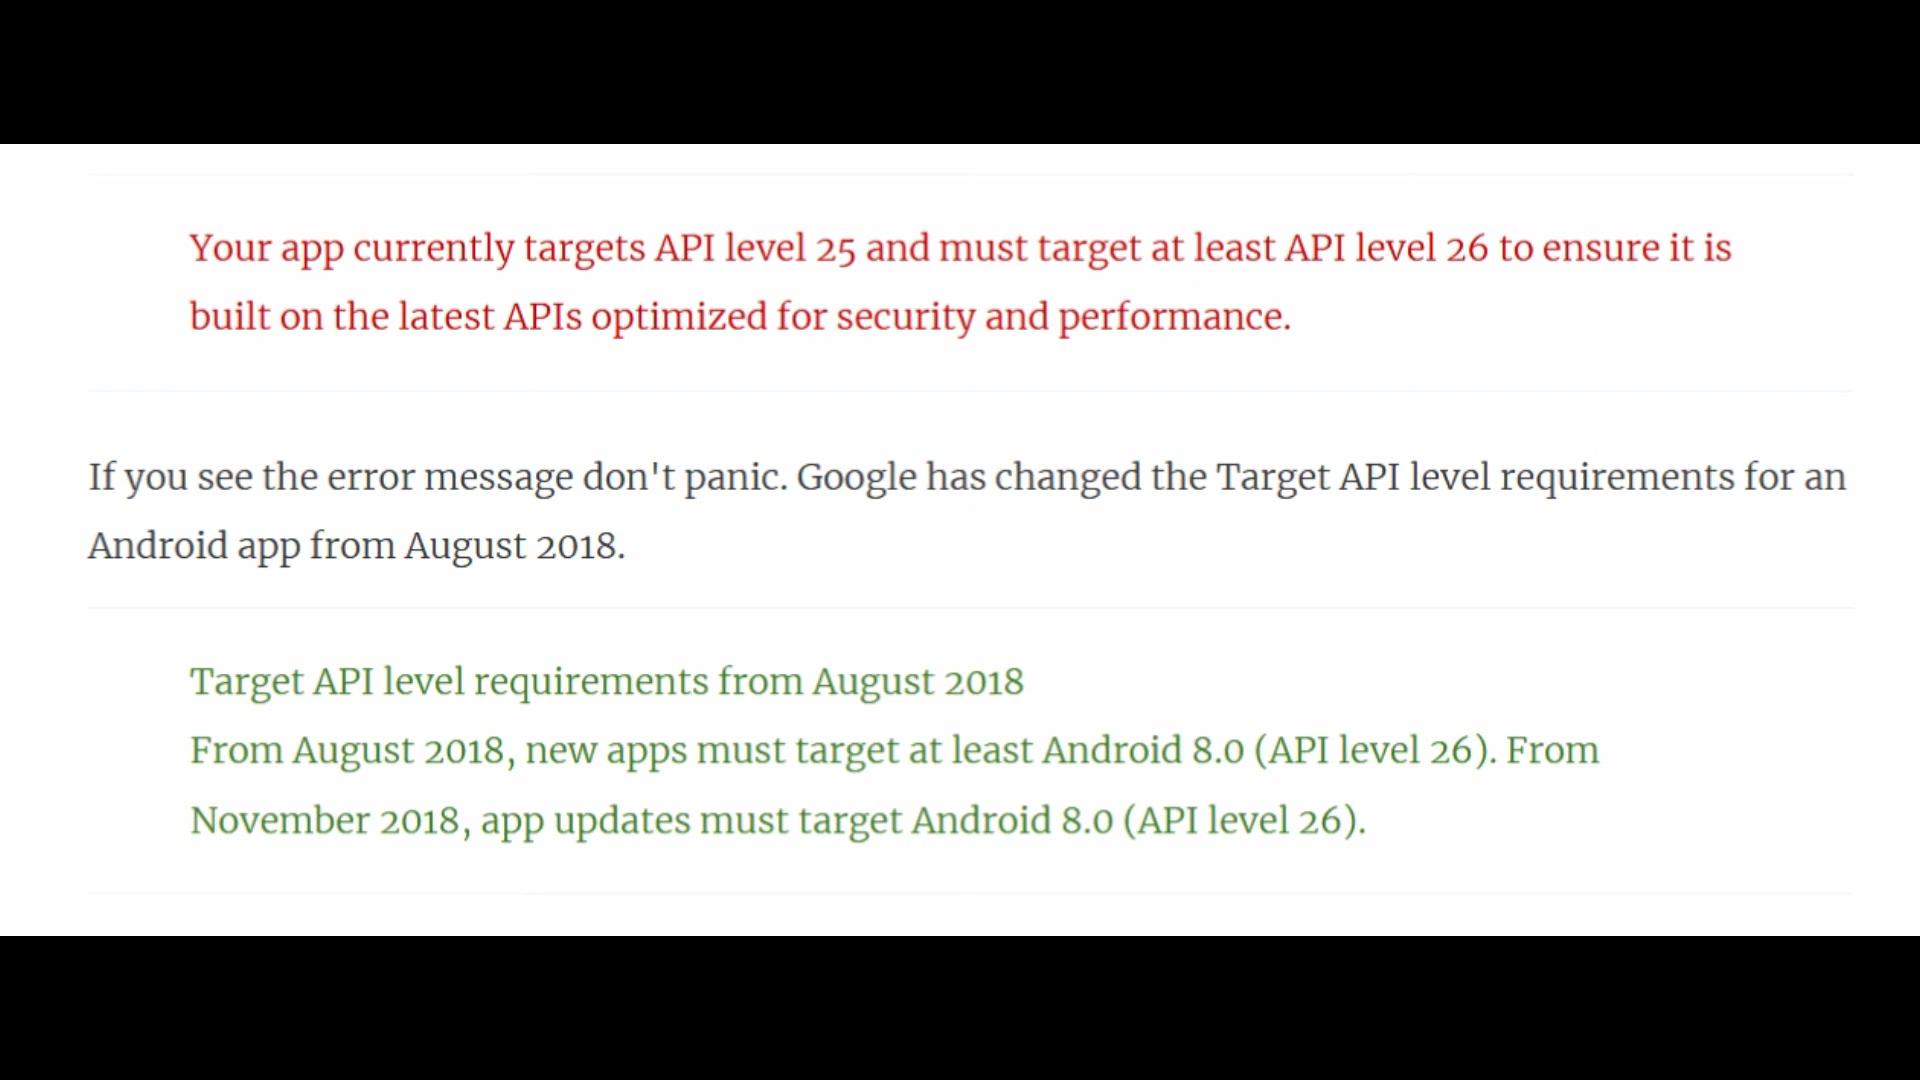 Your app currently targets API level 25 and must target at least API level 26 to ensure it is
built on the latest APIs optimized for security and performance.
If you see the error message don't panic. Google has changed the Target API level requirements for an
Android app from August 2018.
Target API level requirements from August 2018
From August 2018, new apps must target at least Android 8.0 (API level 26). From
November 2018, app updates must target Android 8.0 (API level 26).